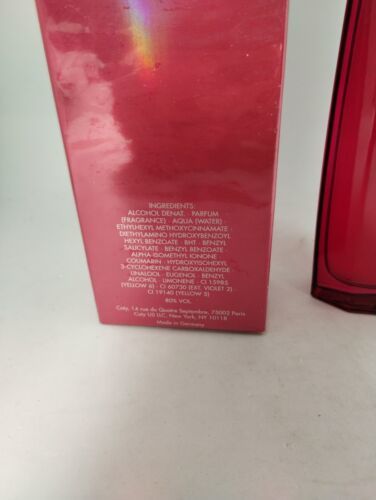 INGREDIENTS:
ALCOHOL DENAT. · PARFUM
(FRAGRANCE) · AQUA (WATER) ·
ETHYLHEXYL METHOXYCINNAMATE ·
DIETHYLAMINO HYDROXYBENZOYL
HEXYL BENZOATE · BHT · BENZYL
SALICYLATE · BENZYL BENZOATE ·
ALPHA-ISOMETHYL IONONE ·
COUMARIN · HYDROXYISOHEXYL
3-CYCLOHEXENE CARBOXALDEHYDE ·
LINALOOL · EUGENOL · BENZYL
ALCOHOL · LIMONENE · CI 15985
(YELLOW 6) · CI 60730 (EXT. VIOLET 2) ·
CI 19140 (YELLOW 5)
80% VOL.
Coty, 14 rue du Quatre Septembre, 75002 Paris
Coty US LLC, New York, NY 10118
Made in Germany